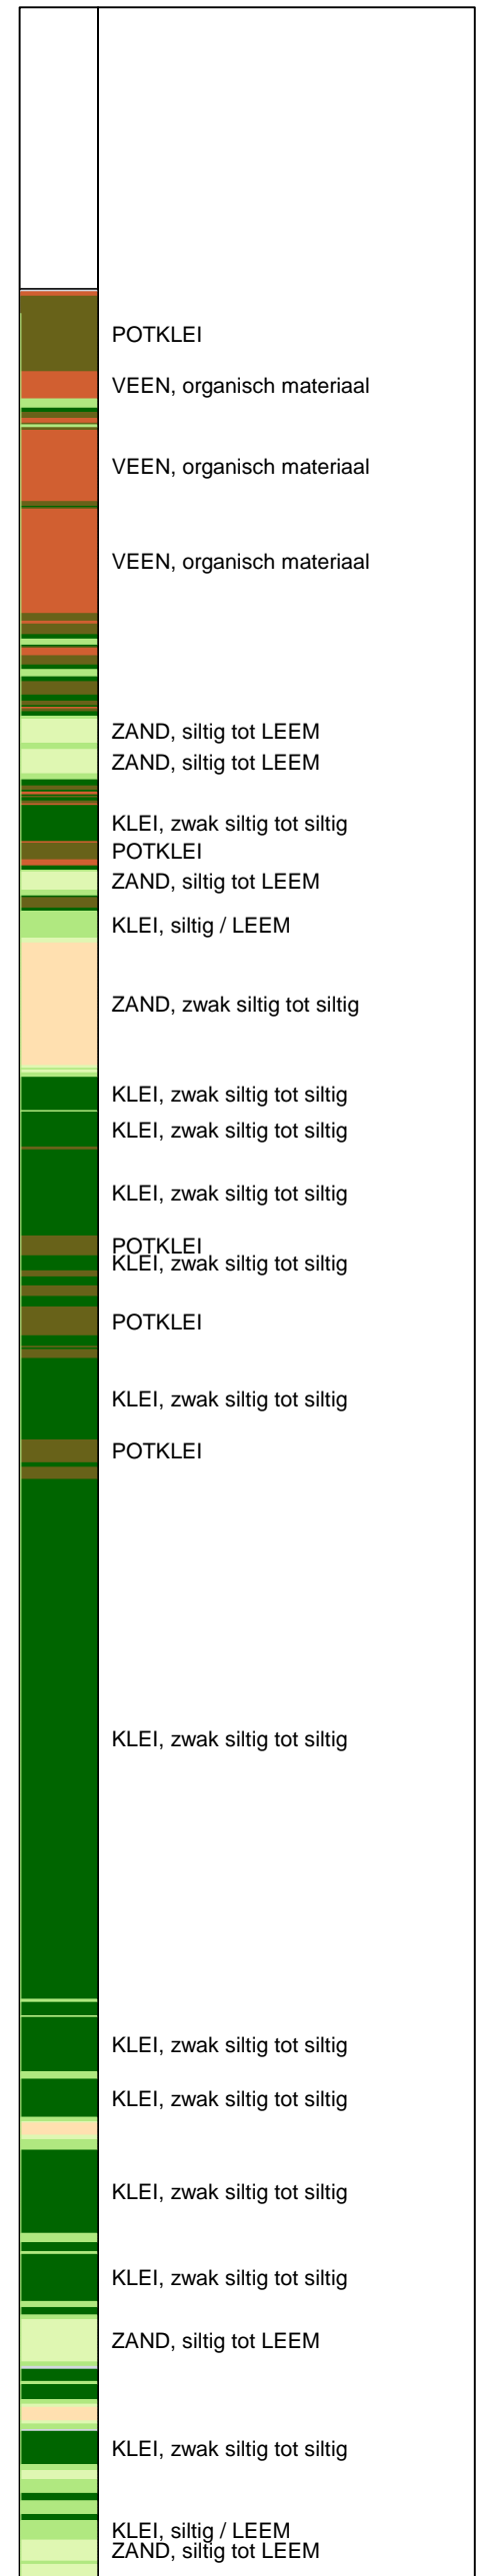 POTKLEI
VEEN, organisch materiaal
VEEN, organisch materiaal
VEEN, organisch materiaal
ZAND, siltig tot LEEM
ZAND, siltig tot LEEM
KLEI, zwak siltig tot siltig
POTKLEI
ZAND, siltig tot LEEM
KLEI, siltig / LEEM
ZAND, zwak siltig tot siltig
KLEI, zwak siltig tot siltig
KLEI, zwak siltig tot siltig
KLEI, zwak siltig tot siltig
POTKLEI
KLEI, zwak siltig tot siltig
POTKLEI
KLEI, zwak siltig tot siltig
POTKLEI
KLEI, zwak siltig tot siltig
KLEI, zwak siltig tot siltig
KLEI, zwak siltig tot siltig
KLEI, zwak siltig tot siltig
KLEI, zwak siltig tot siltig
ZAND, siltig tot LEEM
KLEI, zwak siltig tot siltig
KLEI, siltig / LEEM
ZAND, siltig tot LEEM